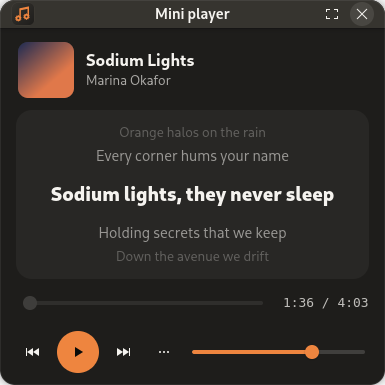 Mini player
Sodium Lights
Marina Okafor
Orange halos on the rain
Every corner hums your name
Sodium lights, they never sleep
Holding secrets that we keep
Down the avenue we drift
1:36 / 4:03